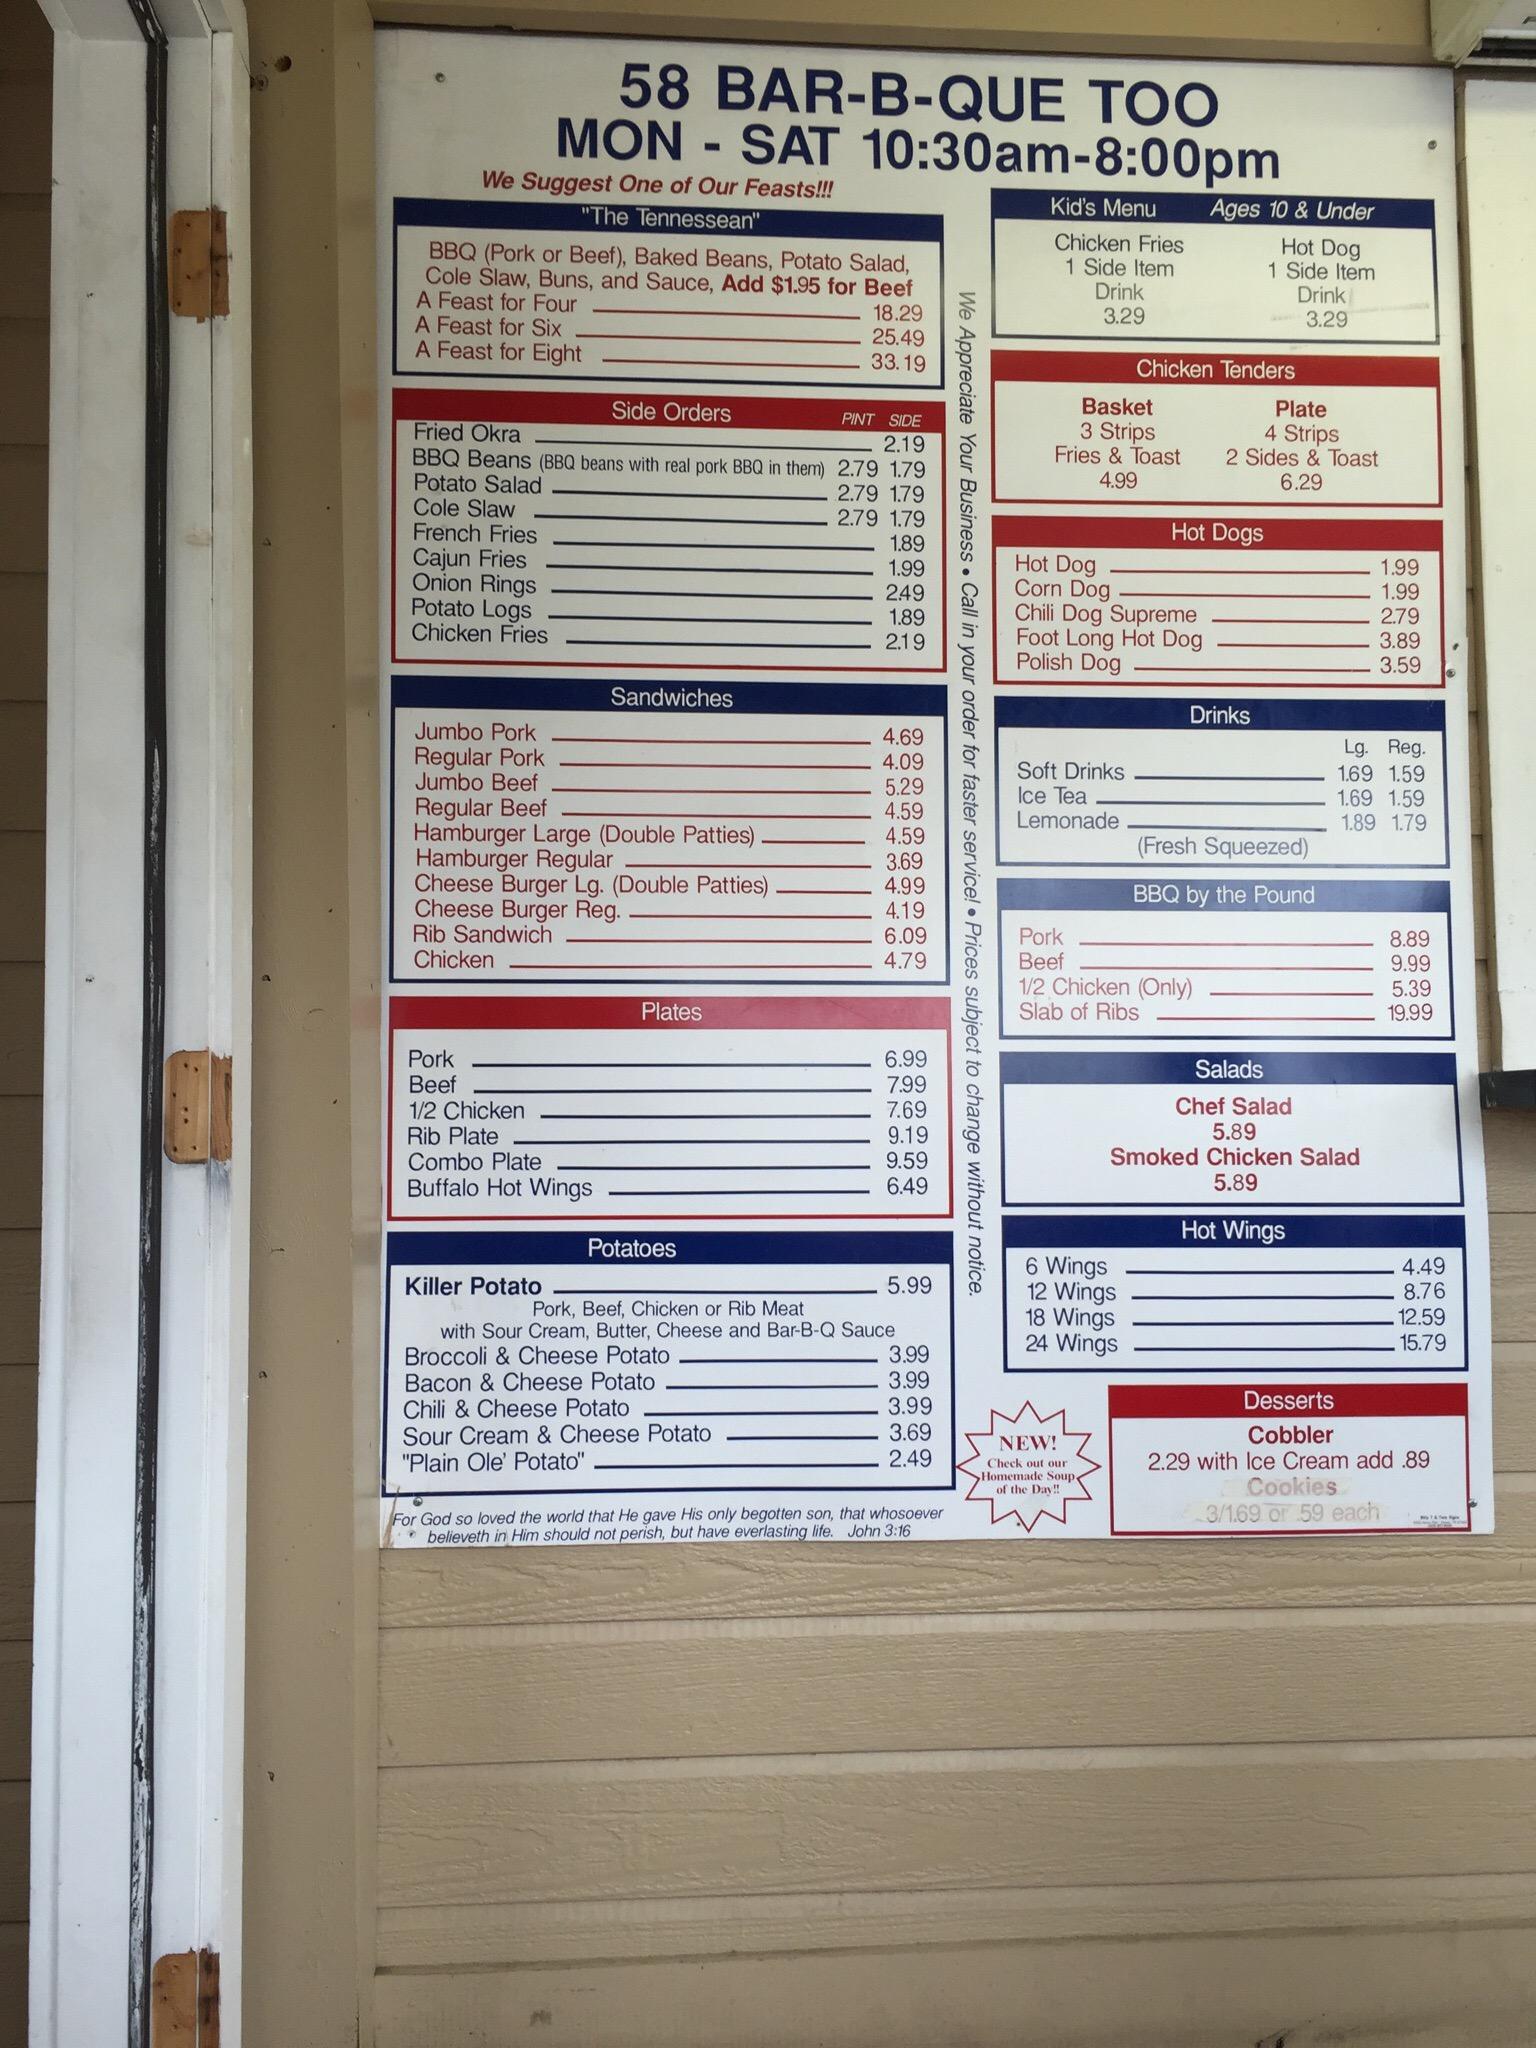 58 BAR-B-QUE TOO
MON - SAT 10:30am-8:00pm
We Suggest One of Our Feasts!!!
"The Tennessean"
BBQ (Pork or Beef), Baked Beans, Potato Salad,
Cole Slaw, Buns, and Sauce, Add $1.95 for Beef
A Feast for Four 18.29
A Feast for Six 25.49
A Feast for Eight 33.19
Side Orders PINT SIDE
Fried Okra 2.19
BBQ Beans (BBQ beans with real pork BBQ in them) 2.79 1.79
Potato Salad 2.79 1.79
Cole Slaw 2.79 1.79
French Fries 1.89
Cajun Fries 1.99
Onion Rings 2.49
Potato Logs 1.89
Chicken Fries 2.19
Sandwiches
Jumbo Pork 4.69
Regular Pork 4.09
Jumbo Beef 5.29
Regular Beef 4.59
Hamburger Large (Double Patties) 4.59
Hamburger Regular 3.69
Cheese Burger Lg. (Double Patties) 4.99
Cheese Burger Reg. 4.19
Rib Sandwich 6.09
Chicken 4.79
Plates
Pork 6.99
Beef 7.99
1/2 Chicken 7.69
Rib Plate 9.19
Combo Plate 9.59
Buffalo Hot Wings 6.49
Potatoes
Killer Potato 5.99
Pork, Beef, Chicken or Rib Meat
with Sour Cream, Butter, Cheese and Bar-B-Q Sauce
Broccoli & Cheese Potato 3.99
Bacon & Cheese Potato 3.99
Chili & Cheese Potato 3.99
Sour Cream & Cheese Potato 3.69
"Plain Ole' Potato" 2.49
For God so loved the world that He gave His only begotten son, that whosoever
believeth in Him should not perish, but have everlasting life. John 3:16
We Appreciate Your Business • Call in your order for faster service! • Prices subject to change without notice.
Kid's Menu Ages 10 & Under
Chicken Fries Hot Dog
1 Side Item 1 Side Item
Drink Drink
3.29 3.29
Chicken Tenders
Basket Plate
3 Strips 4 Strips
Fries & Toast 2 Sides & Toast
4.99 6.29
Hot Dogs
Hot Dog 1.99
Corn Dog 1.99
Chili Dog Supreme 2.79
Foot Long Hot Dog 3.89
Polish Dog 3.59
Drinks
Lg. Reg.
Soft Drinks 1.69 1.59
Ice Tea 1.69 1.59
Lemonade 1.89 1.79
(Fresh Squeezed)
BBQ by the Pound
Pork 8.89
Beef 9.99
1/2 Chicken (Only) 5.39
Slab of Ribs 19.99
Salads
Chef Salad
5.89
Smoked Chicken Salad
5.89
Hot Wings
6 Wings 4.49
12 Wings 8.76
18 Wings 12.59
24 Wings 15.79
NEW!
Check out our
Homemade Soup
of the Day!!
Desserts
Cobbler
2.29 with Ice Cream add .89
Cookies
3/1.69 or .59 each